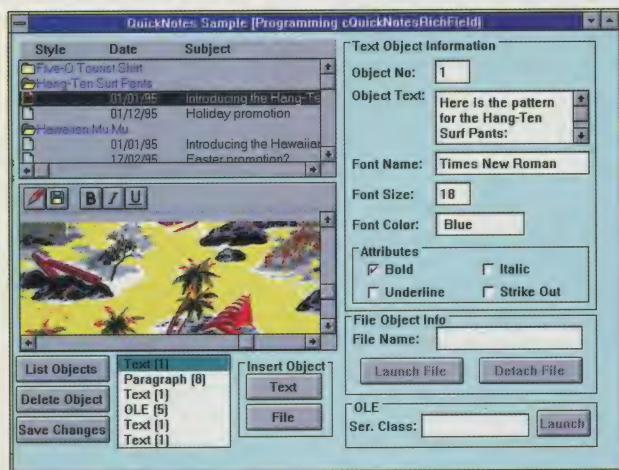 QuickNotes Sample [Programming cQuickNotesRichField]
Style Date Subject
Five-O Tourist Shirt
Hang-Ten Surf Pants
01/01/95 Introducing the Hang-Te
01/12/95 Holiday promotion
Hawaiian Mu Mu
01/01/95 Introducing the Hawaiian
17/02/95 Easter promotion?
B I U
List Objects
Delete Object
Save Changes
Text (1)
Paragraph (8)
Text (1)
OLE (5)
Text (1)
Text (1)
Insert Object
Text
File
Text Object Information
Object No: 1
Object Text: Here is the pattern
for the Hang-Ten
Surf Pants:
Font Name: Times New Roman
Font Size: 18
Font Color: Blue
Attributes
Bold Italic
Underline Strike Out
File Object Info
File Name:
Launch File Detach File
OLE
Ser. Class: Launch